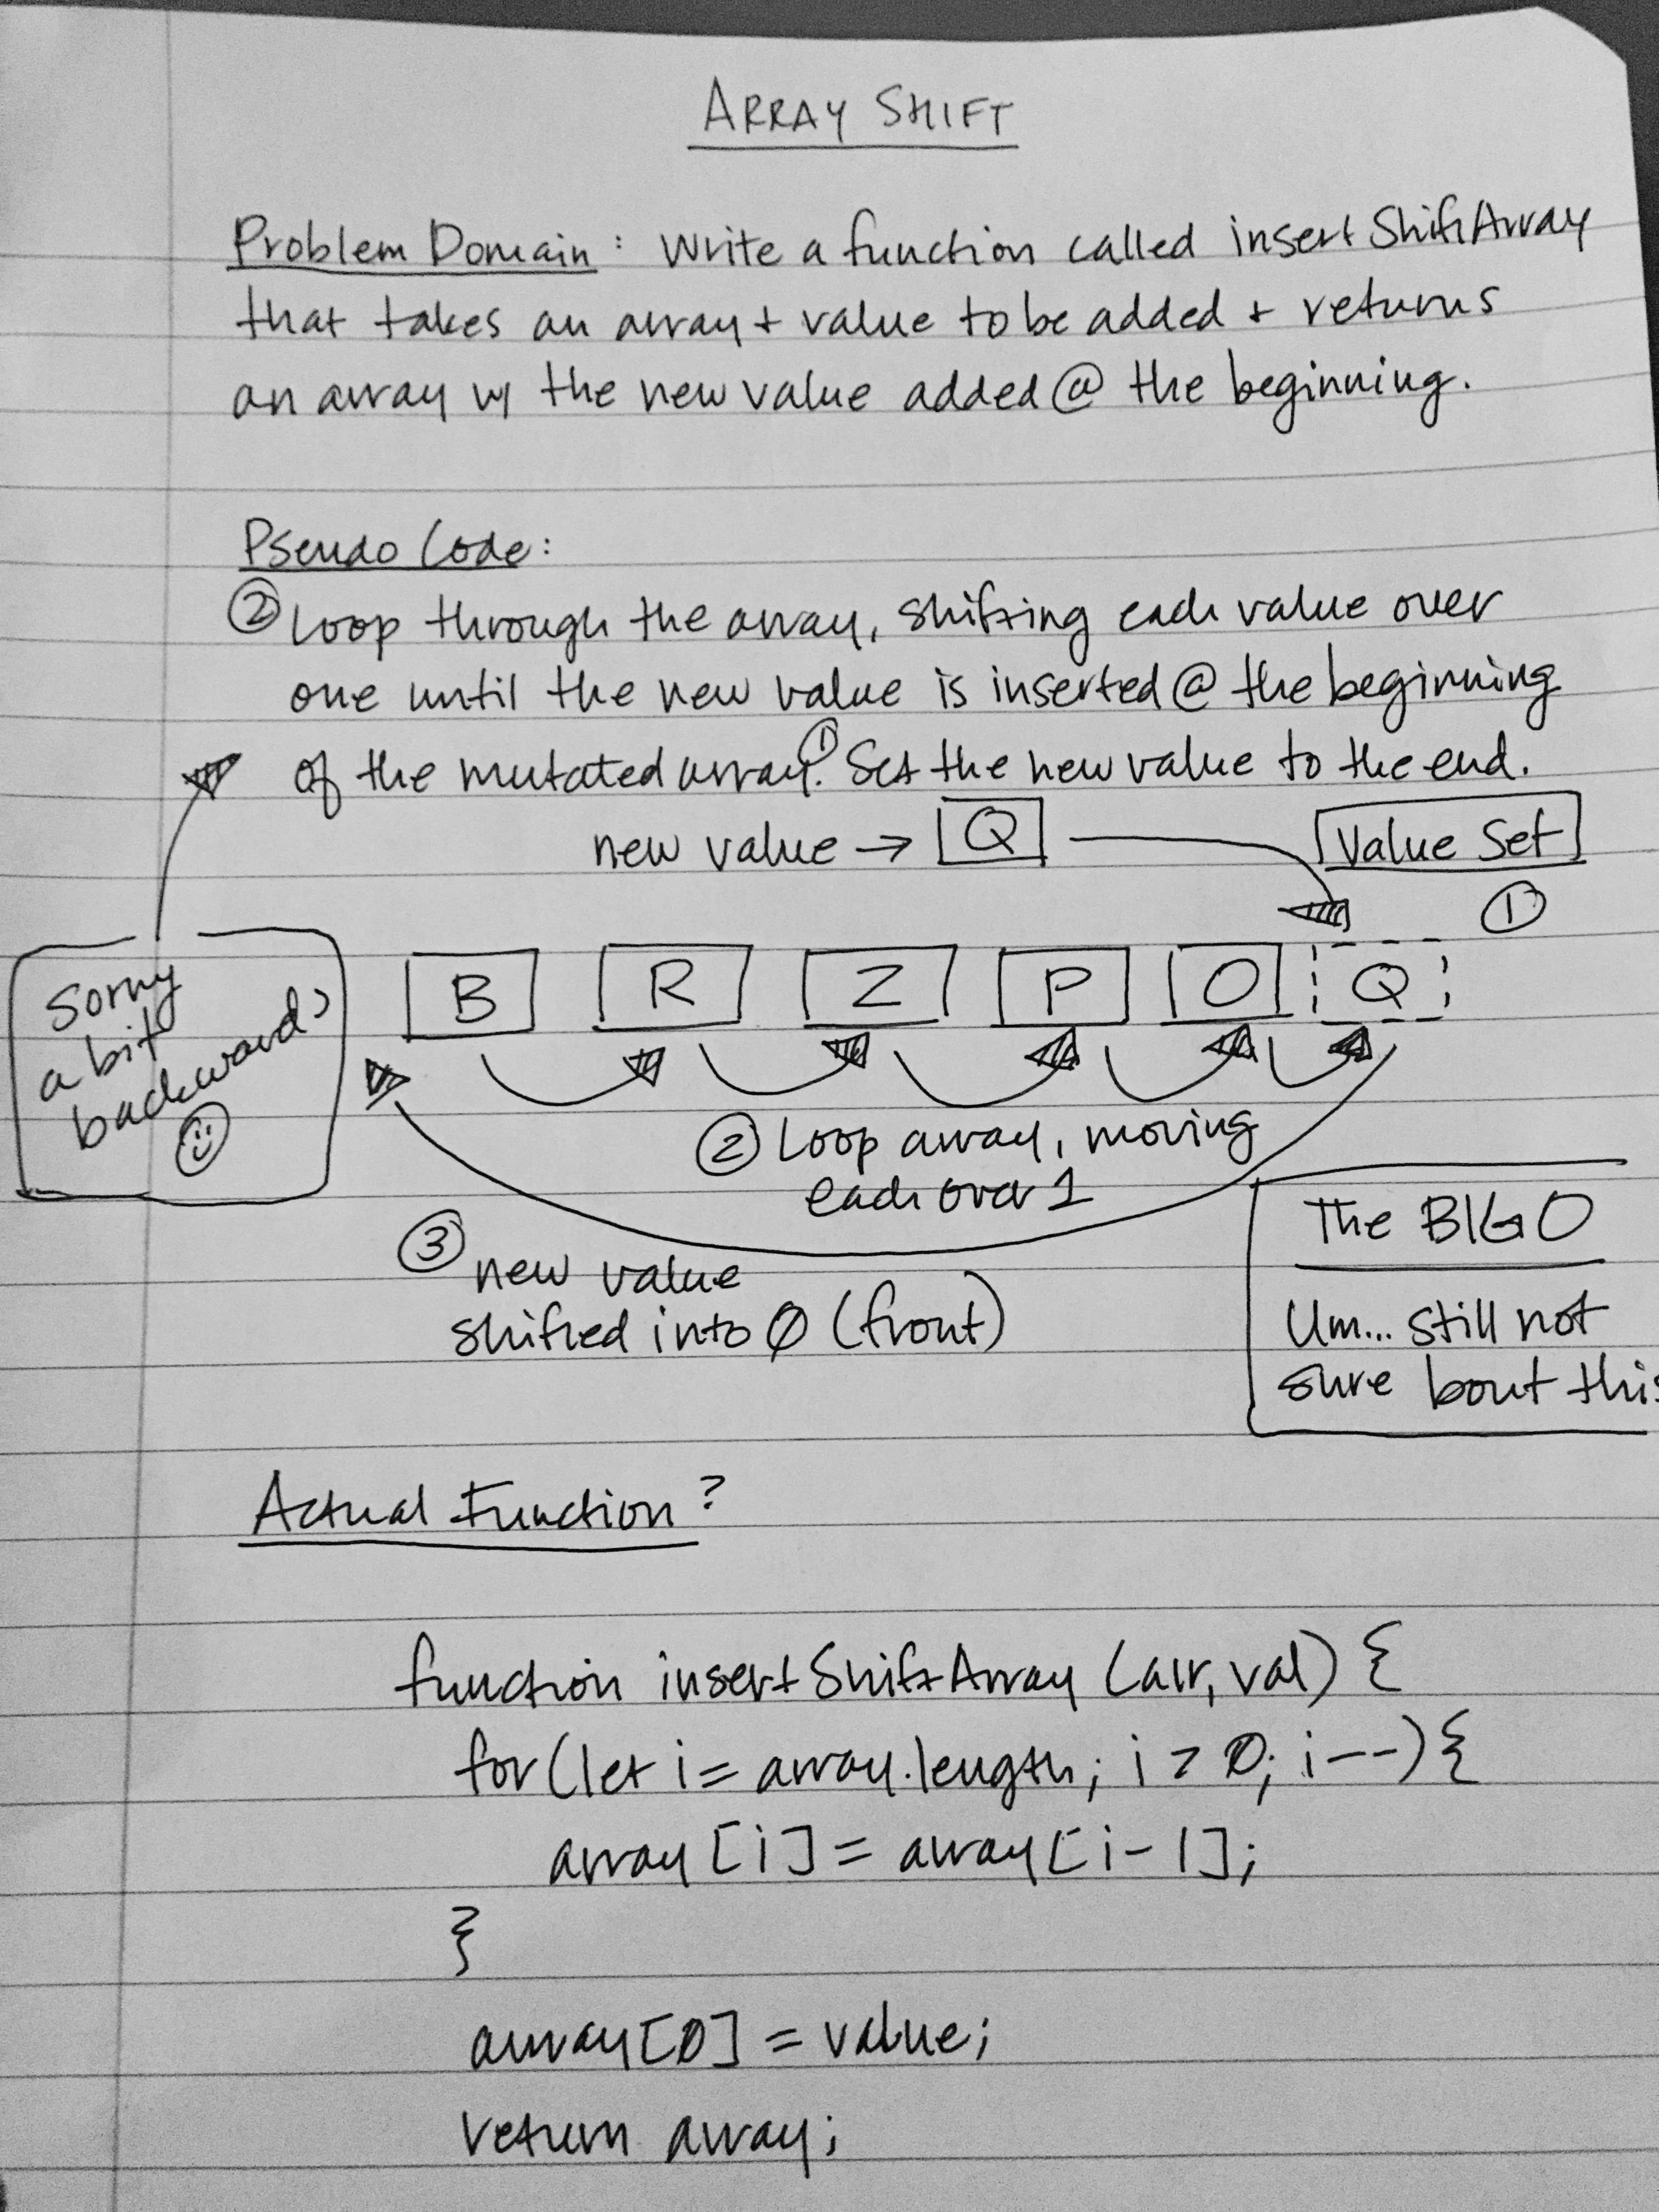 ARRAY SHIFT
Problem Domain: Write a function called insertShiftArray
that takes an array + value to be added + returns
an array w/ the new value added @ the beginning.
Pseudo Code:
② Loop through the array, shifting each value over
one until the new value is inserted @ the beginning
of the mutated array. ① Set the new value to the end.
new value → Q
Value Set
①
B R Z P O Q
Sorry
a bit
backwards
② Loop array, moving
each over 1
③ new value
shifted into 0 (front)
The BIG O
Um... still not
sure bout this
Actual Function?
function insertShiftArray (arr, val) {
for (let i = array.length; i > 0; i--) {
array[i] = array[i-1];
}
array[0] = value;
return array;